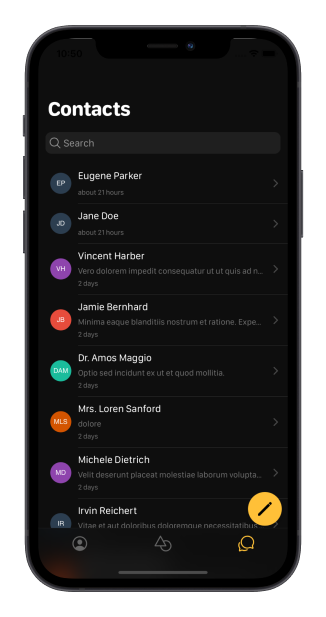 10:50
Contacts
Search
EP
Eugene Parker
about 21 hours
JD
Jane Doe
about 21 hours
VH
Vincent Harber
Vero dolorem impedit consequatur ut ut quis ad n...
2 days
JB
Jamie Bernhard
Minima eaque blanditiis nostrum et ratione. Expe...
2 days
DAM
Dr. Amos Maggio
Optio sed incidunt ex ut et quod mollitia.
2 days
MLS
Mrs. Loren Sanford
dolore
2 days
MD
Michele Dietrich
Velit deserunt placeat molestiae laborum volupta...
2 days
IR
Irvin Reichert
Vitae et aut doloribus doloremque necessitatibus